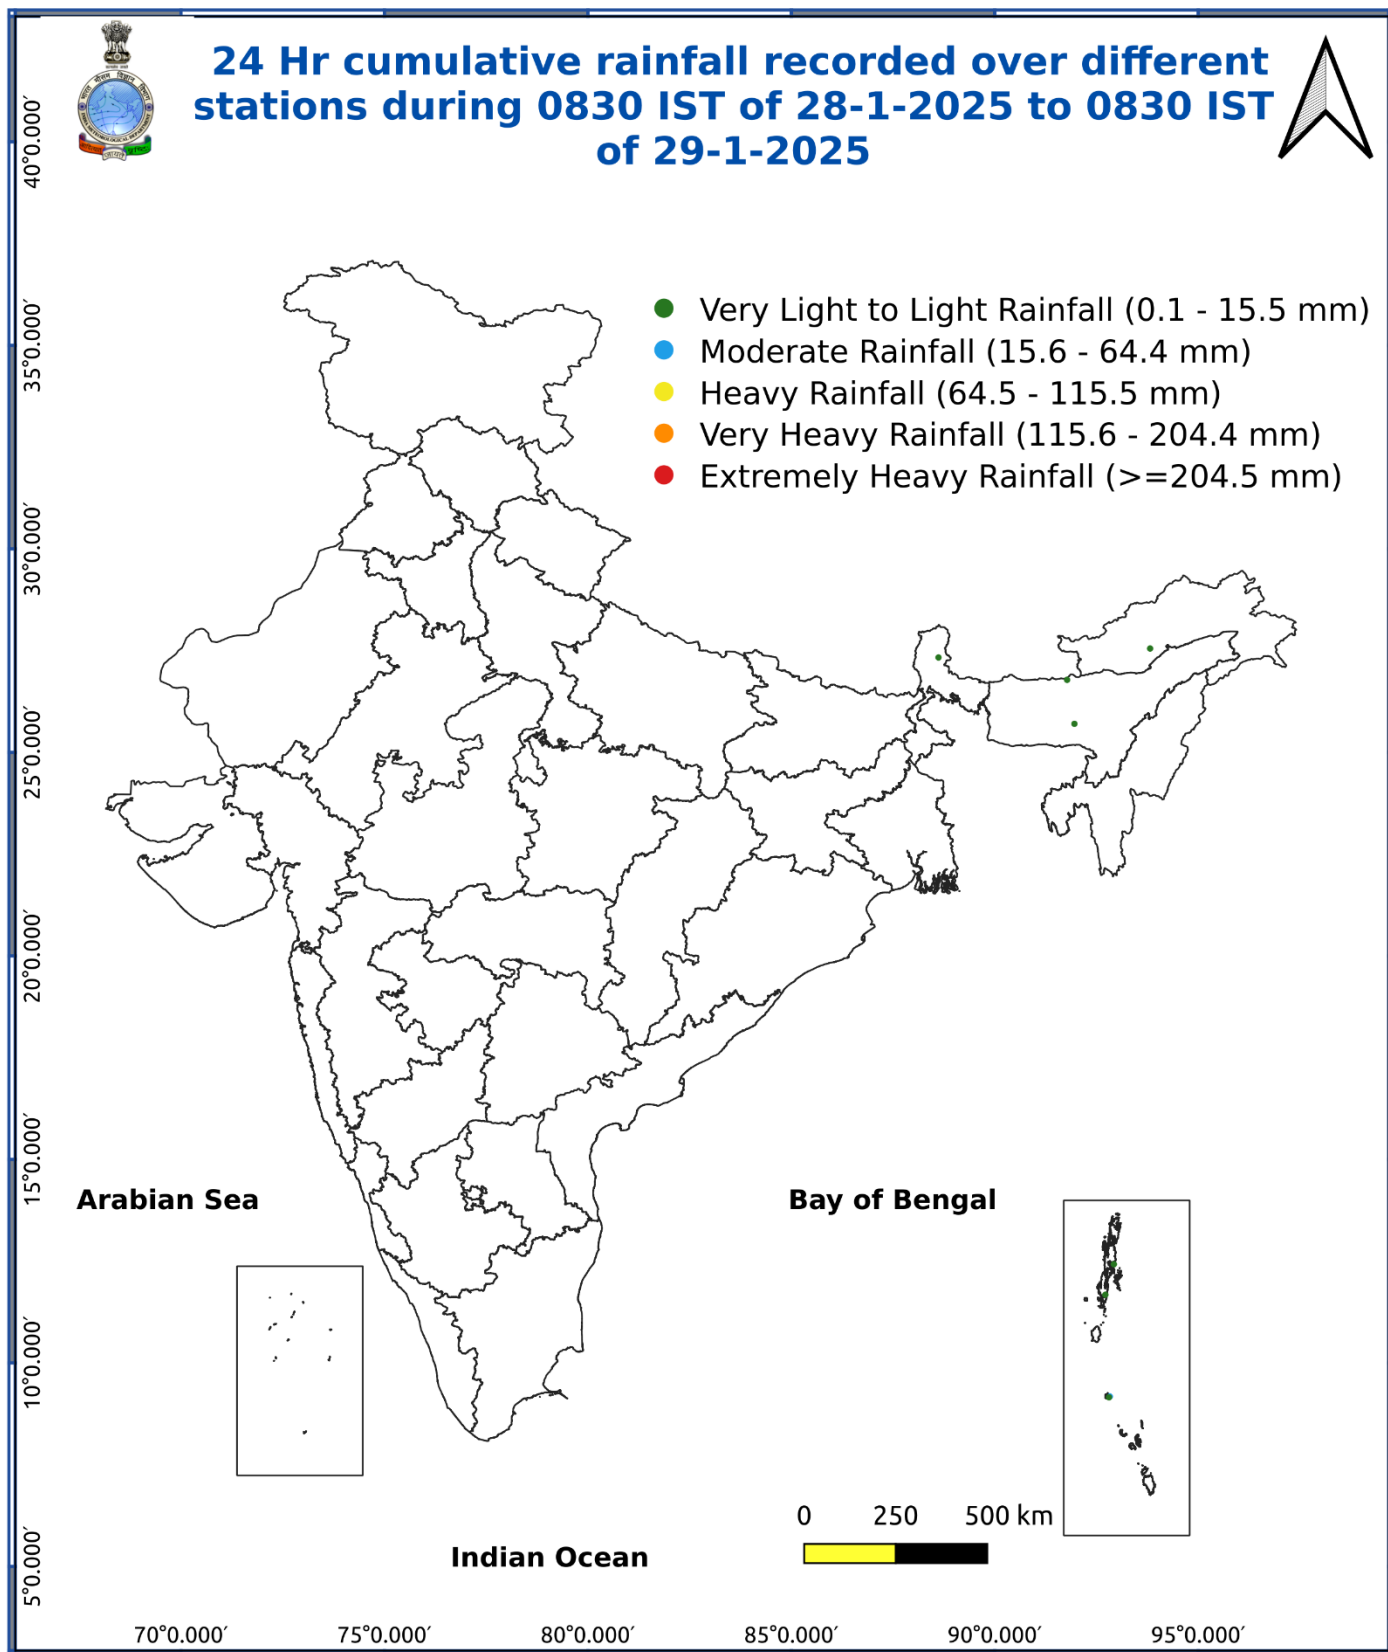 24 Hr cumulative rainfall recorded over different
stations during 0830 IST of 28-1-2025 to 0830 IST
of 29-1-2025
Very Light to Light Rainfall (0.1 - 15.5 mm)
Moderate Rainfall (15.6 - 64.4 mm)
Heavy Rainfall (64.5 - 115.5 mm)
Very Heavy Rainfall (115.6 - 204.4 mm)
Extremely Heavy Rainfall (>=204.5 mm)
40°0.000′
35°0.000′
30°0.000′
25°0.000′
20°0.000′
15°0.000′
10°0.000′
5°0.000′
Arabian Sea
Bay of Bengal
0 250 500 km
Indian Ocean
70°0.000′ 75°0.000′ 80°0.000′ 85°0.000′ 90°0.000′ 95°0.000′